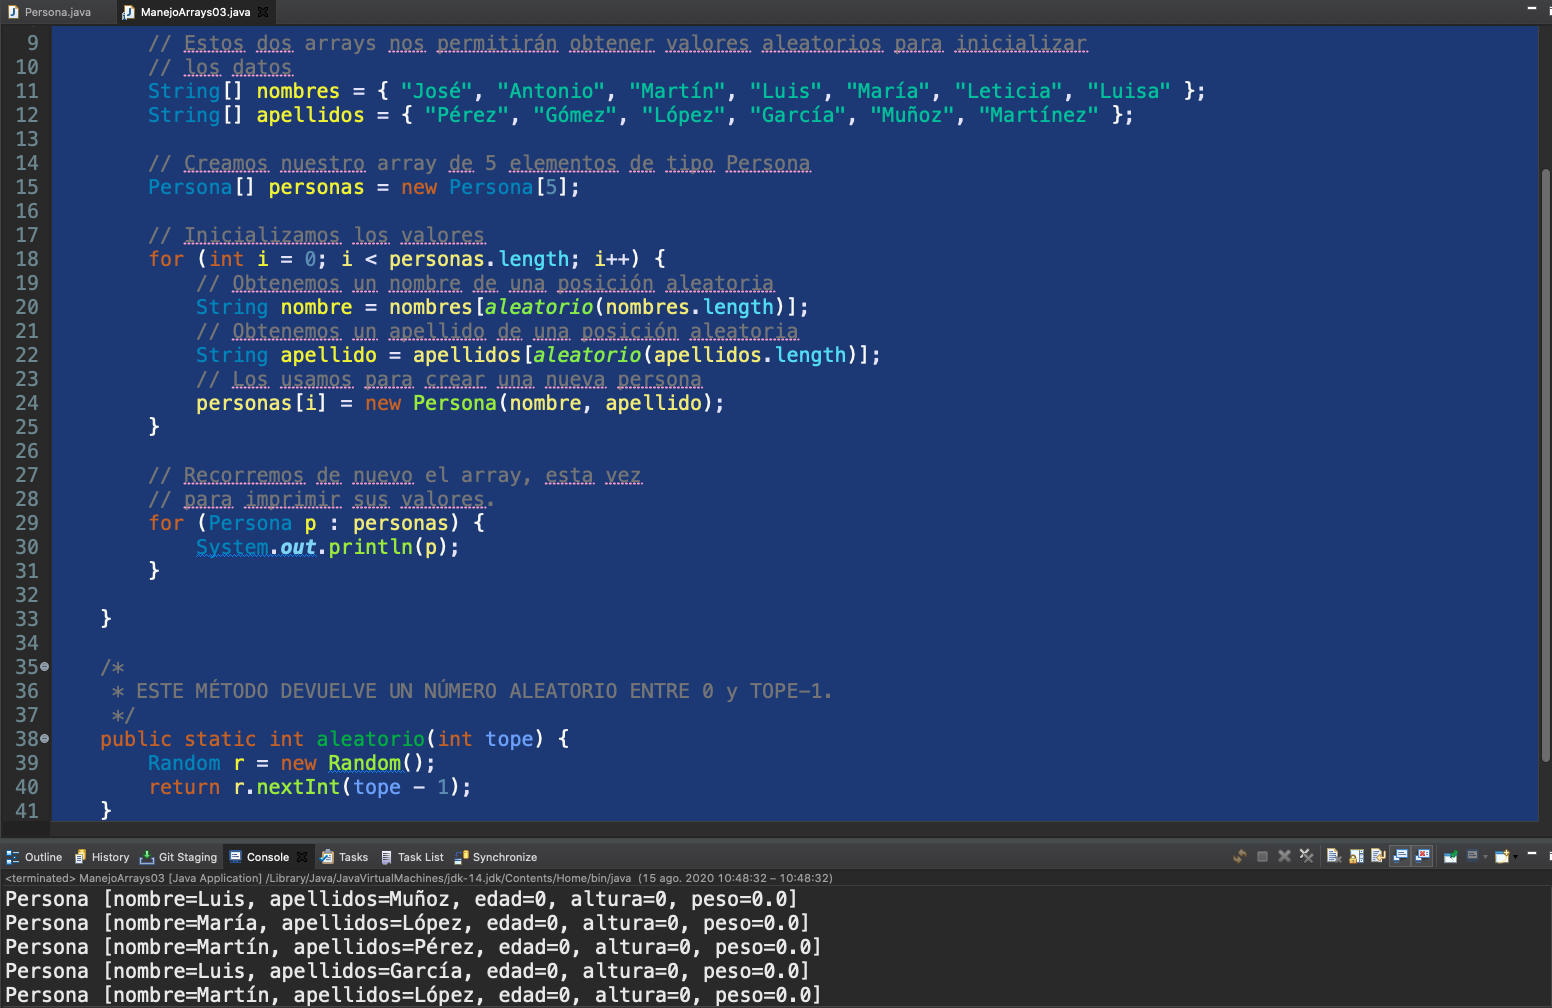 Persona.java
ManejoArrays03.java
9 // Estos dos arrays nos permitirán obtener valores aleatorios para inicializar
10 // los datos
11 String[] nombres = { "José", "Antonio", "Martín", "Luis", "María", "Leticia", "Luisa" };
12 String[] apellidos = { "Pérez", "Gómez", "López", "García", "Muñoz", "Martínez" };
13
14 // Creamos nuestro array de 5 elementos de tipo Persona
15 Persona[] personas = new Persona[5];
16
17 // Inicializamos los valores
18 for (int i = 0; i < personas.length; i++) {
19 // Obtenemos un nombre de una posición aleatoria
20 String nombre = nombres[aleatorio(nombres.length)];
21 // Obtenemos un apellido de una posición aleatoria
22 String apellido = apellidos[aleatorio(apellidos.length)];
23 // Los usamos para crear una nueva persona
24 personas[i] = new Persona(nombre, apellido);
25 }
26
27 // Recorremos de nuevo el array, esta vez
28 // para imprimir sus valores.
29 for (Persona p : personas) {
30 System.out.println(p);
31 }
32
33 }
34
35 /*
36 * ESTE MÉTODO DEVUELVE UN NÚMERO ALEATORIO ENTRE 0 y TOPE-1.
37 */
38 public static int aleatorio(int tope) {
39 Random r = new Random();
40 return r.nextInt(tope - 1);
41 }
Outline History Git Staging Console Tasks Task List Synchronize
<terminated> ManejoArrays03 [Java Application] /Library/Java/JavaVirtualMachines/jdk-14.jdk/Contents/Home/bin/java (15 ago. 2020 10:48:32 – 10:48:32)
Persona [nombre=Luis, apellidos=Muñoz, edad=0, altura=0, peso=0.0]
Persona [nombre=María, apellidos=López, edad=0, altura=0, peso=0.0]
Persona [nombre=Martín, apellidos=Pérez, edad=0, altura=0, peso=0.0]
Persona [nombre=Luis, apellidos=García, edad=0, altura=0, peso=0.0]
Persona [nombre=Martín, apellidos=López, edad=0, altura=0, peso=0.0]